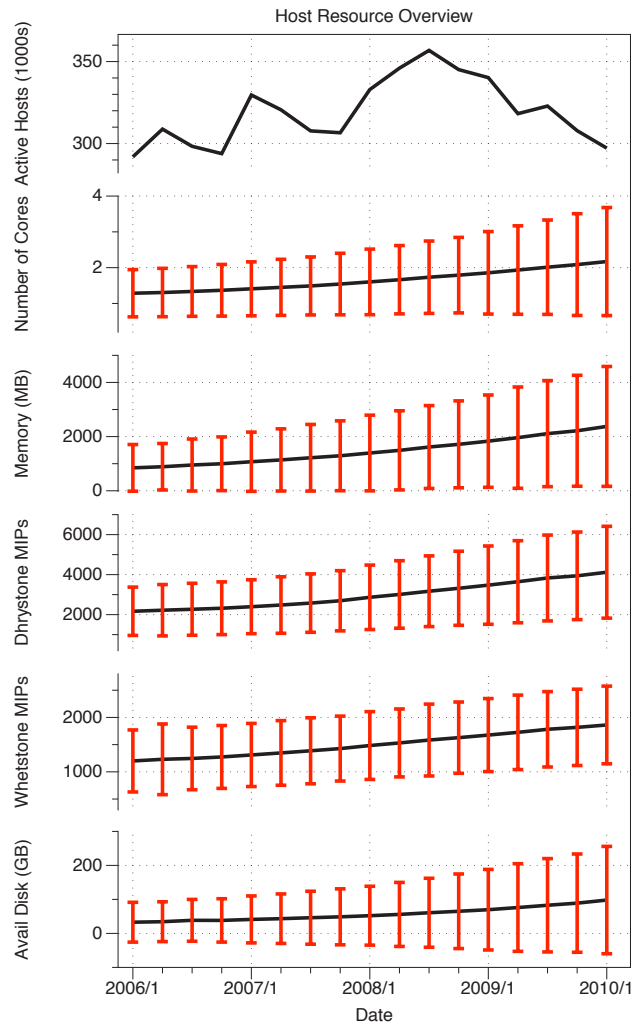 Host Resource Overview
Active Hosts (1000s)
350
300
Number of Cores
4
2
Memory (MB)
4000
2000
0
Dhrystone MIPs
6000
4000
2000
Whetstone MIPs
2000
1000
Avail Disk (GB)
200
0
2006/1 2007/1 2008/1 2009/1 2010/1
Date